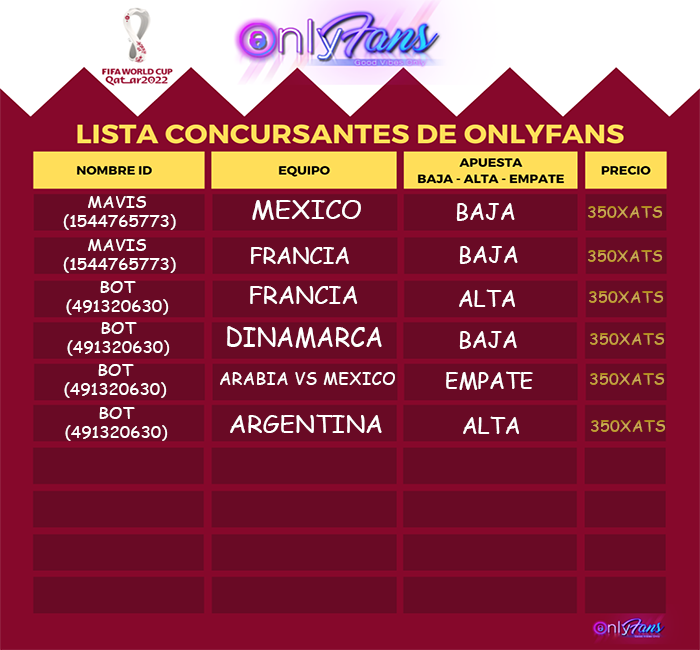 FIFA WORLD CUP
Qatar2022
OnlyFans
Good Vibes Only
LISTA CONCURSANTES DE ONLYFANS
NOMBRE ID
EQUIPO
APUESTA
BAJA - ALTA - EMPATE
PRECIO
MAVIS
(1544765773)
MEXICO
BAJA
350XATS
MAVIS
(1544765773)
FRANCIA
BAJA
350XATS
BOT
(491320630)
FRANCIA
ALTA
350XATS
BOT
(491320630)
DINAMARCA
BAJA
350XATS
BOT
(491320630)
ARABIA VS MEXICO
EMPATE
350XATS
BOT
(491320630)
ARGENTINA
ALTA
350XATS
OnlyFans